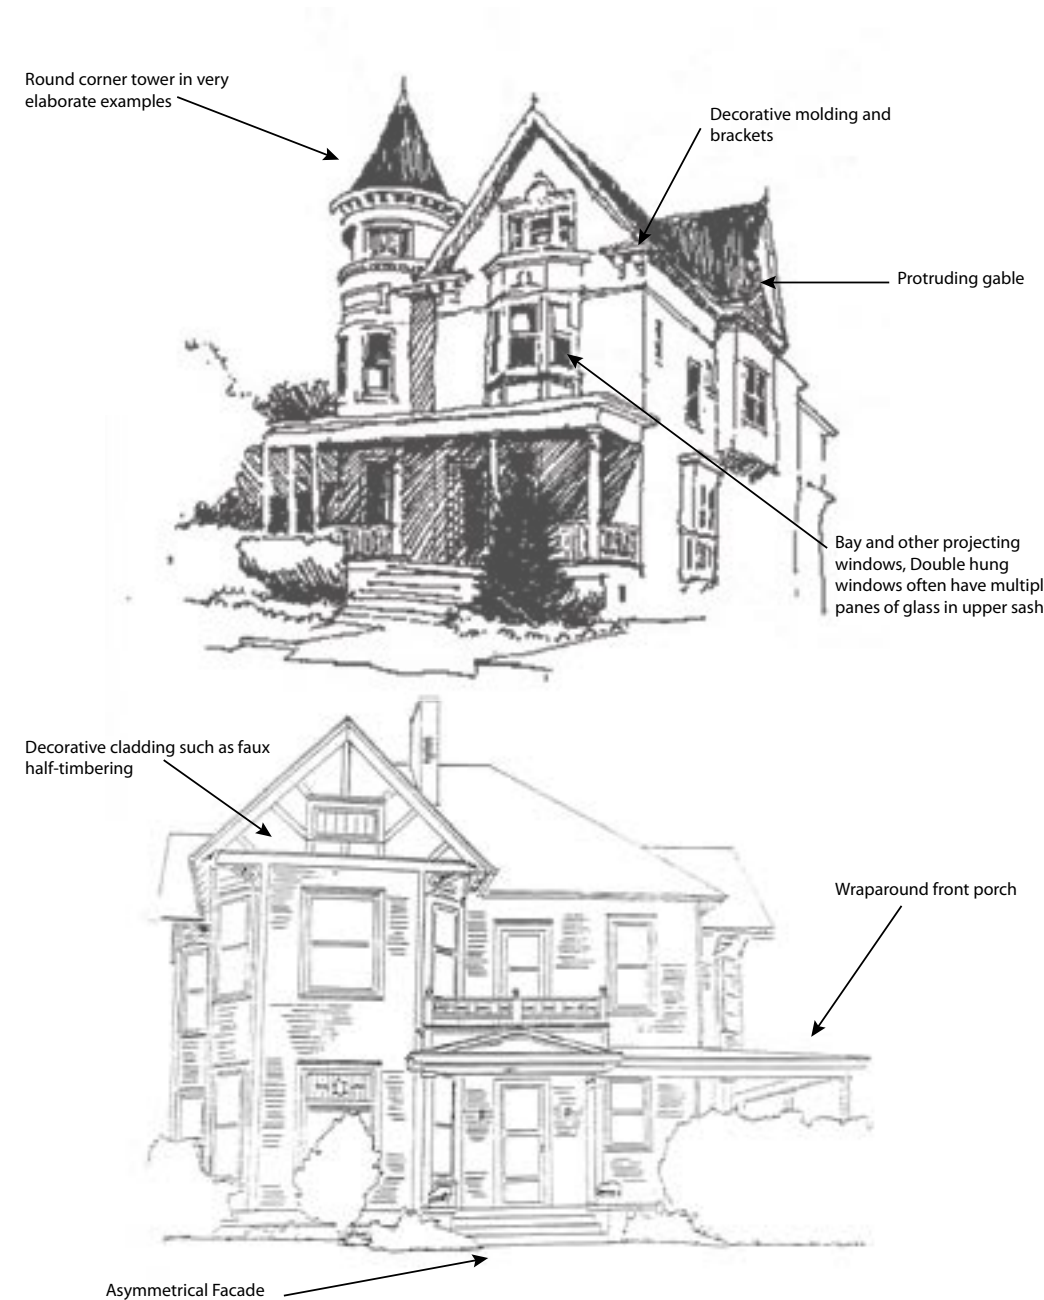 Round corner tower in very
elaborate examples
Decorative molding and
brackets
Protruding gable
Bay and other projecting
windows, Double hung
windows often have multipl
panes of glass in upper sash
Decorative cladding such as faux
half-timbering
Wraparound front porch
Asymmetrical Facade